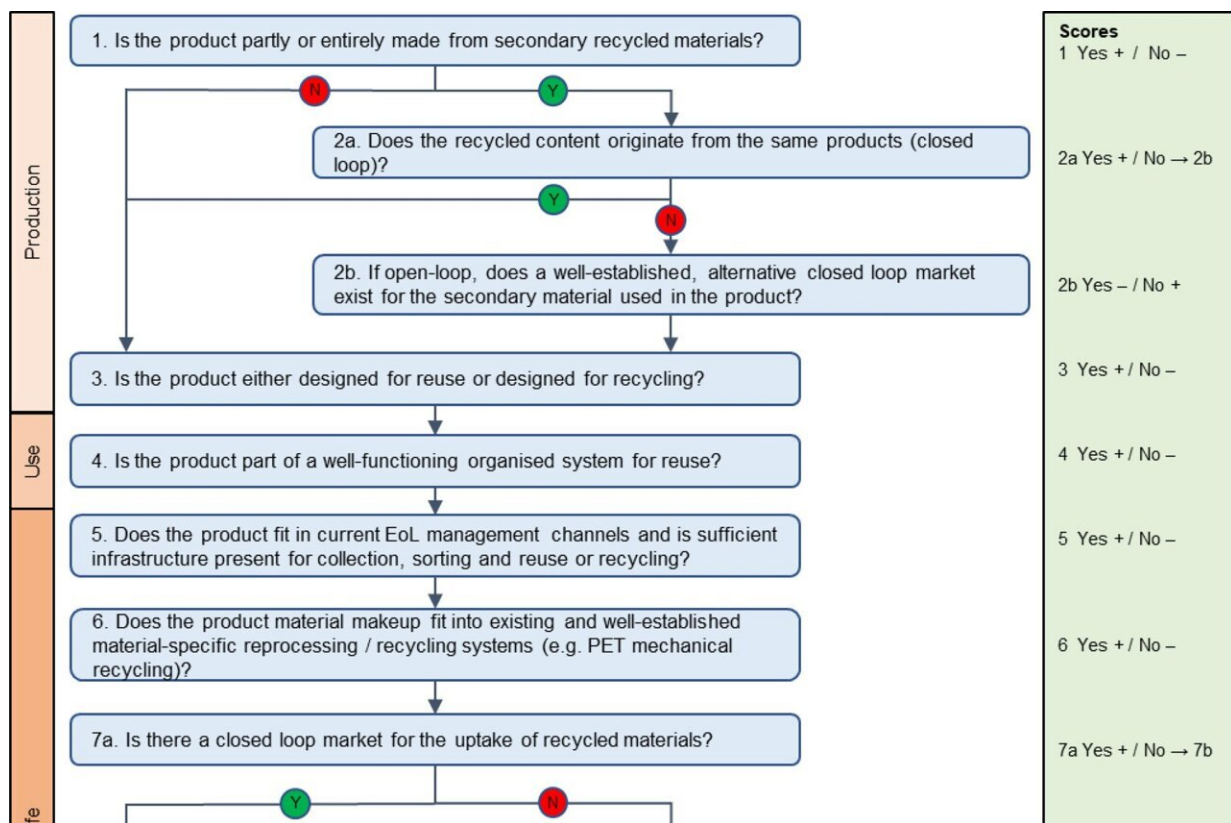 Production
Use
fe
1. Is the product partly or entirely made from secondary recycled materials?
N
Y
2a. Does the recycled content originate from the same products (closed
loop)?
Y
N
2b. If open-loop, does a well-established, alternative closed loop market
exist for the secondary material used in the product?
3. Is the product either designed for reuse or designed for recycling?
4. Is the product part of a well-functioning organised system for reuse?
5. Does the product fit in current EoL management channels and is sufficient
infrastructure present for collection, sorting and reuse or recycling?
6. Does the product material makeup fit into existing and well-established
material-specific reprocessing / recycling systems (e.g. PET mechanical
recycling)?
7a. Is there a closed loop market for the uptake of recycled materials?
Y
N
Scores
1 Yes + / No –
2a Yes + / No → 2b
2b Yes – / No +
3 Yes + / No –
4 Yes + / No –
5 Yes + / No –
6 Yes + / No –
7a Yes + / No → 7b